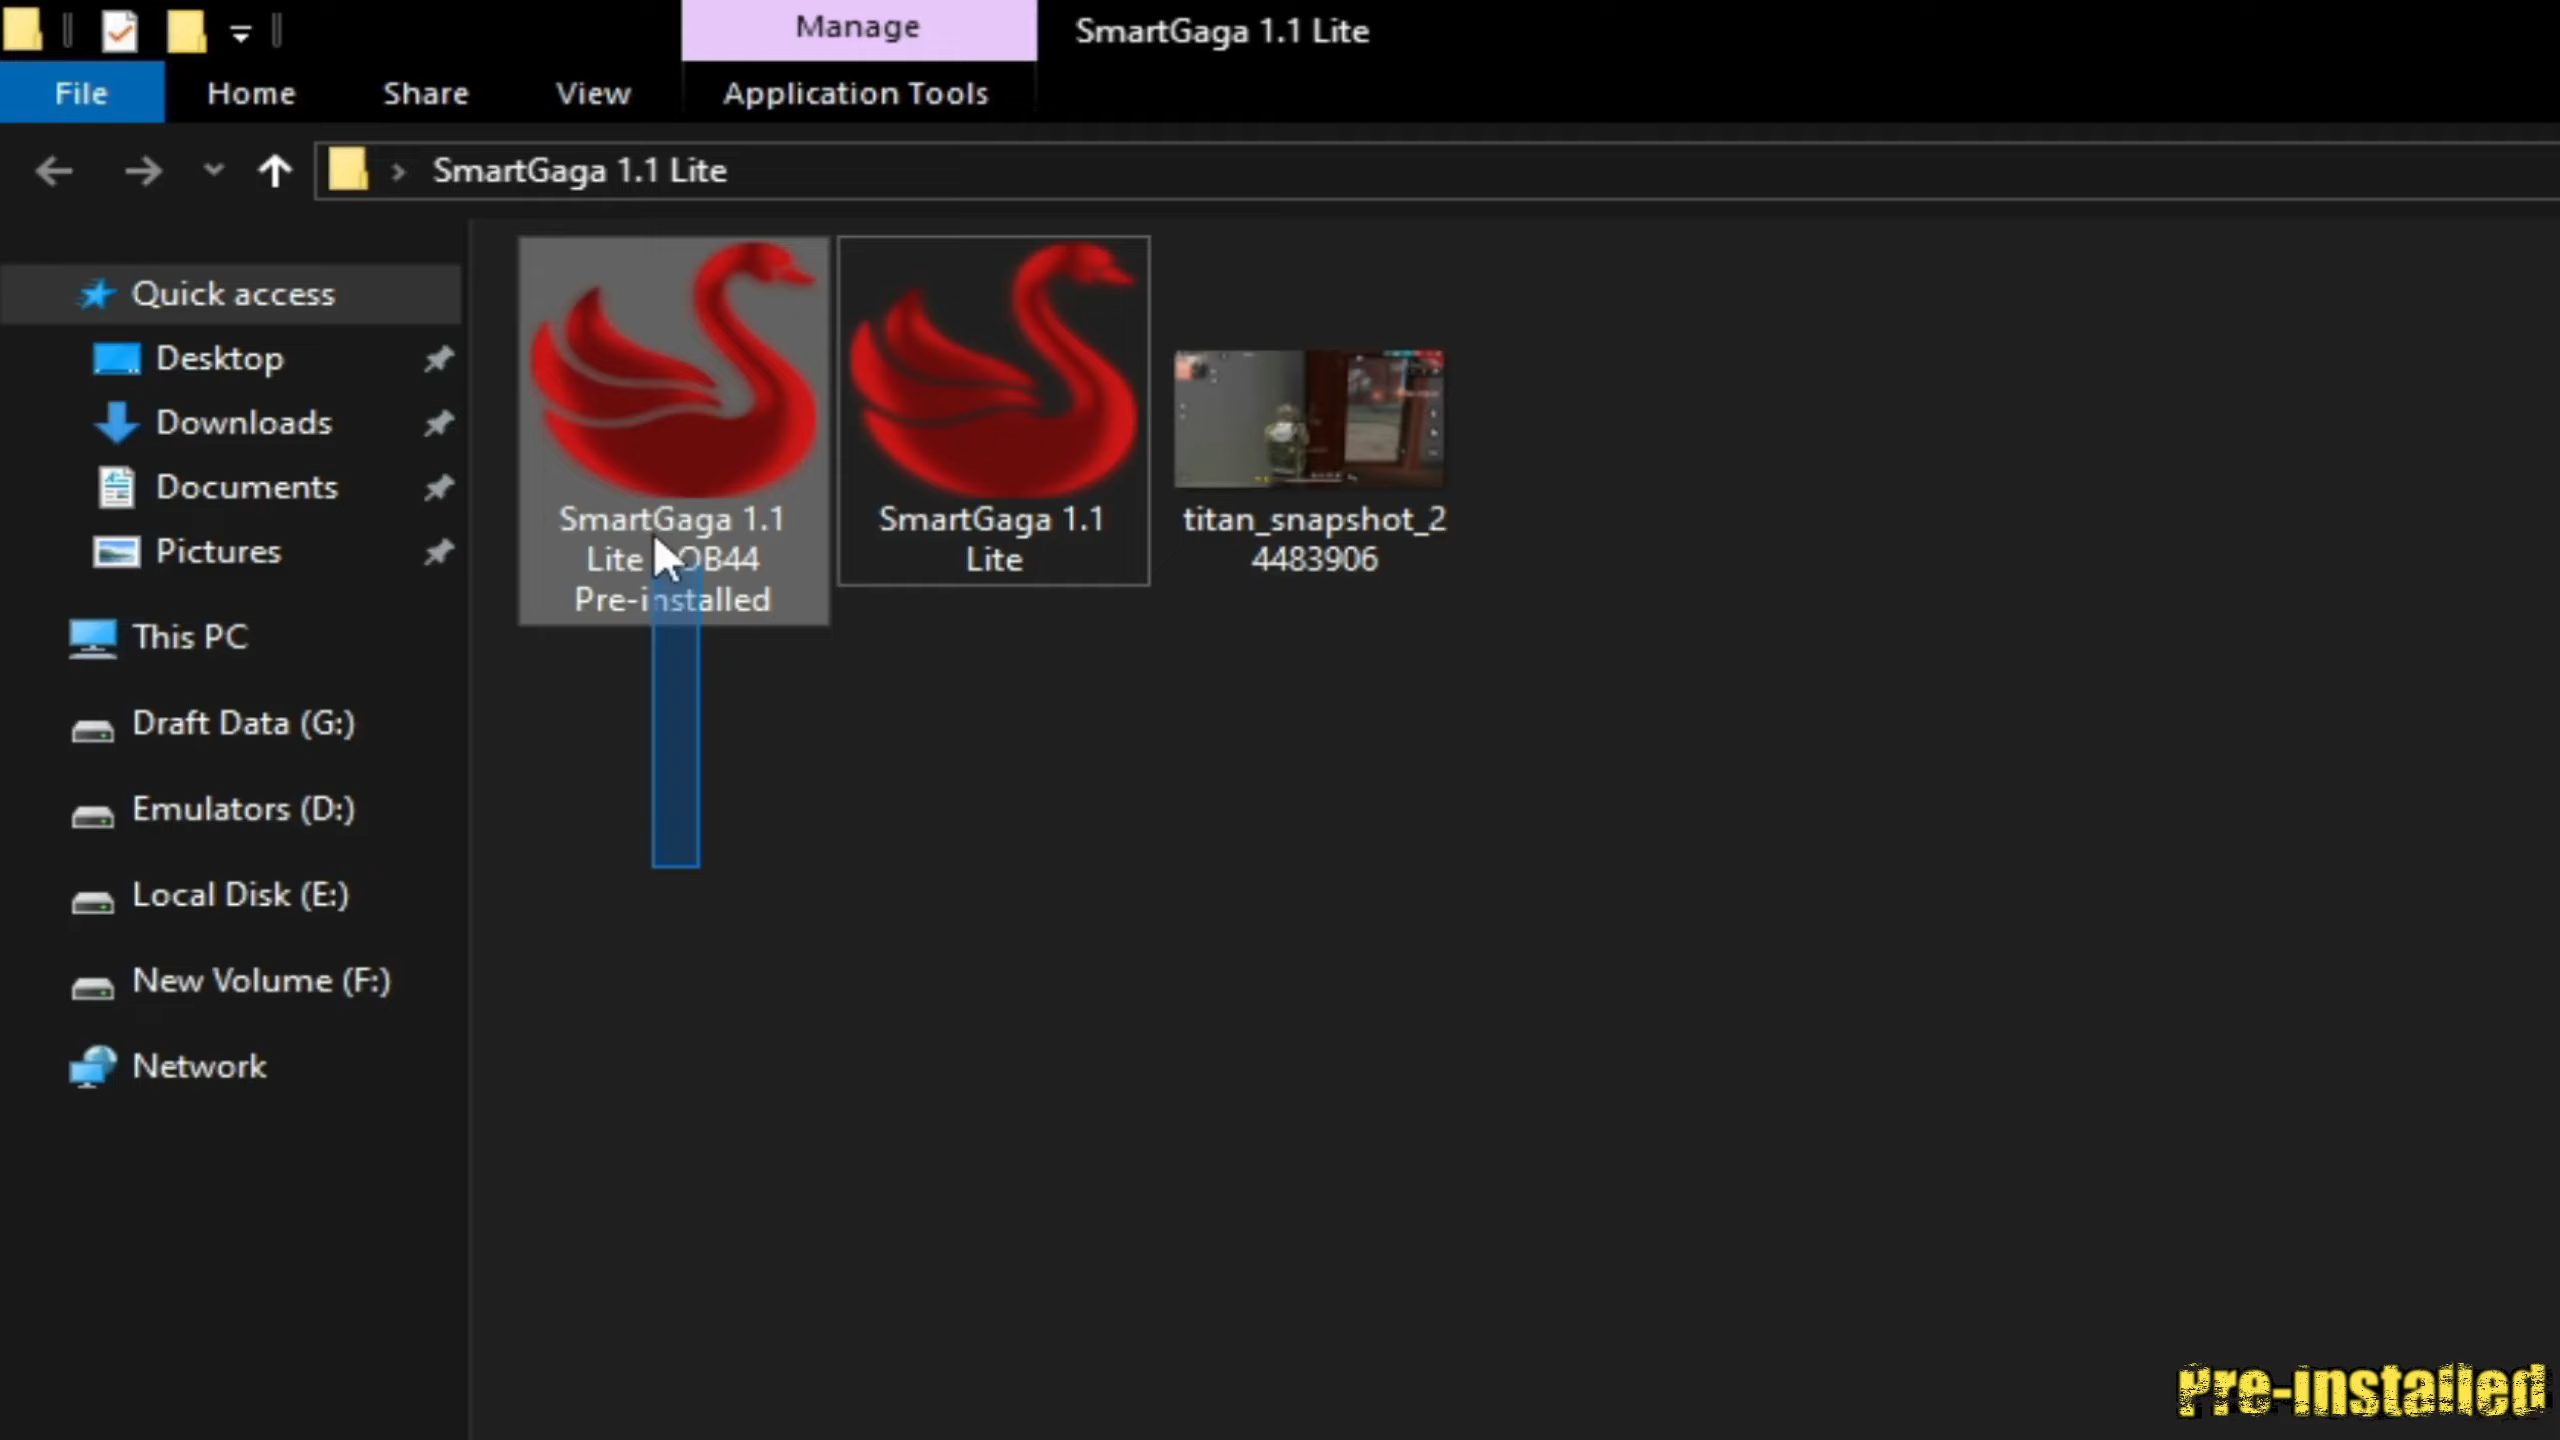 Manage
SmartGaga 1.1 Lite
File
Home
Share
View
Application Tools
SmartGaga 1.1 Lite
Quick access
Desktop
Downloads
Documents
Pictures
This PC
Draft Data (G:)
Emulators (D:)
Local Disk (E:)
New Volume (F:)
Network
SmartGaga 1.1
Lite OB44
Pre-installed
SmartGaga 1.1
Lite
titan_snapshot_2
4483906
Pre-installed